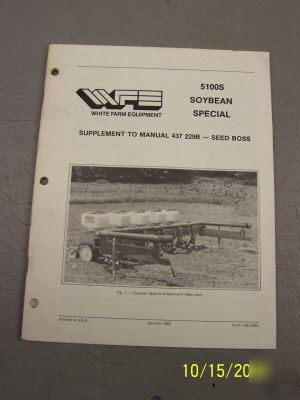 WFE
WHITE FARM EQUIPMENT
5100S
SOYBEAN
SPECIAL
SUPPLEMENT TO MANUAL 437 229B — SEED BOSS
Fig. 1 — Soybean Special Attachment (Mounted)
Printed in U.S.A.
January 1983
Form
10/15/20